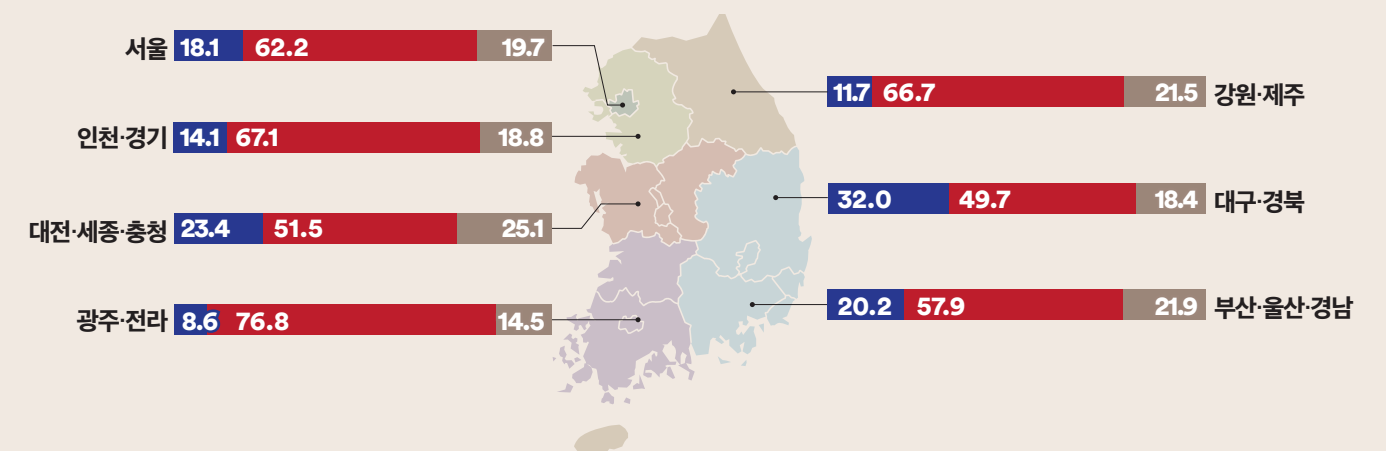 서울 18.1 62.2 19.7
인천·경기 14.1 67.1 18.8
대전·세종·충청 23.4 51.5 25.1
광주·전라 8.6 76.8 14.5
11.7 66.7 21.5 강원·제주
32.0 49.7 18.4 대구·경북
20.2 57.9 21.9 부산·울산·경남